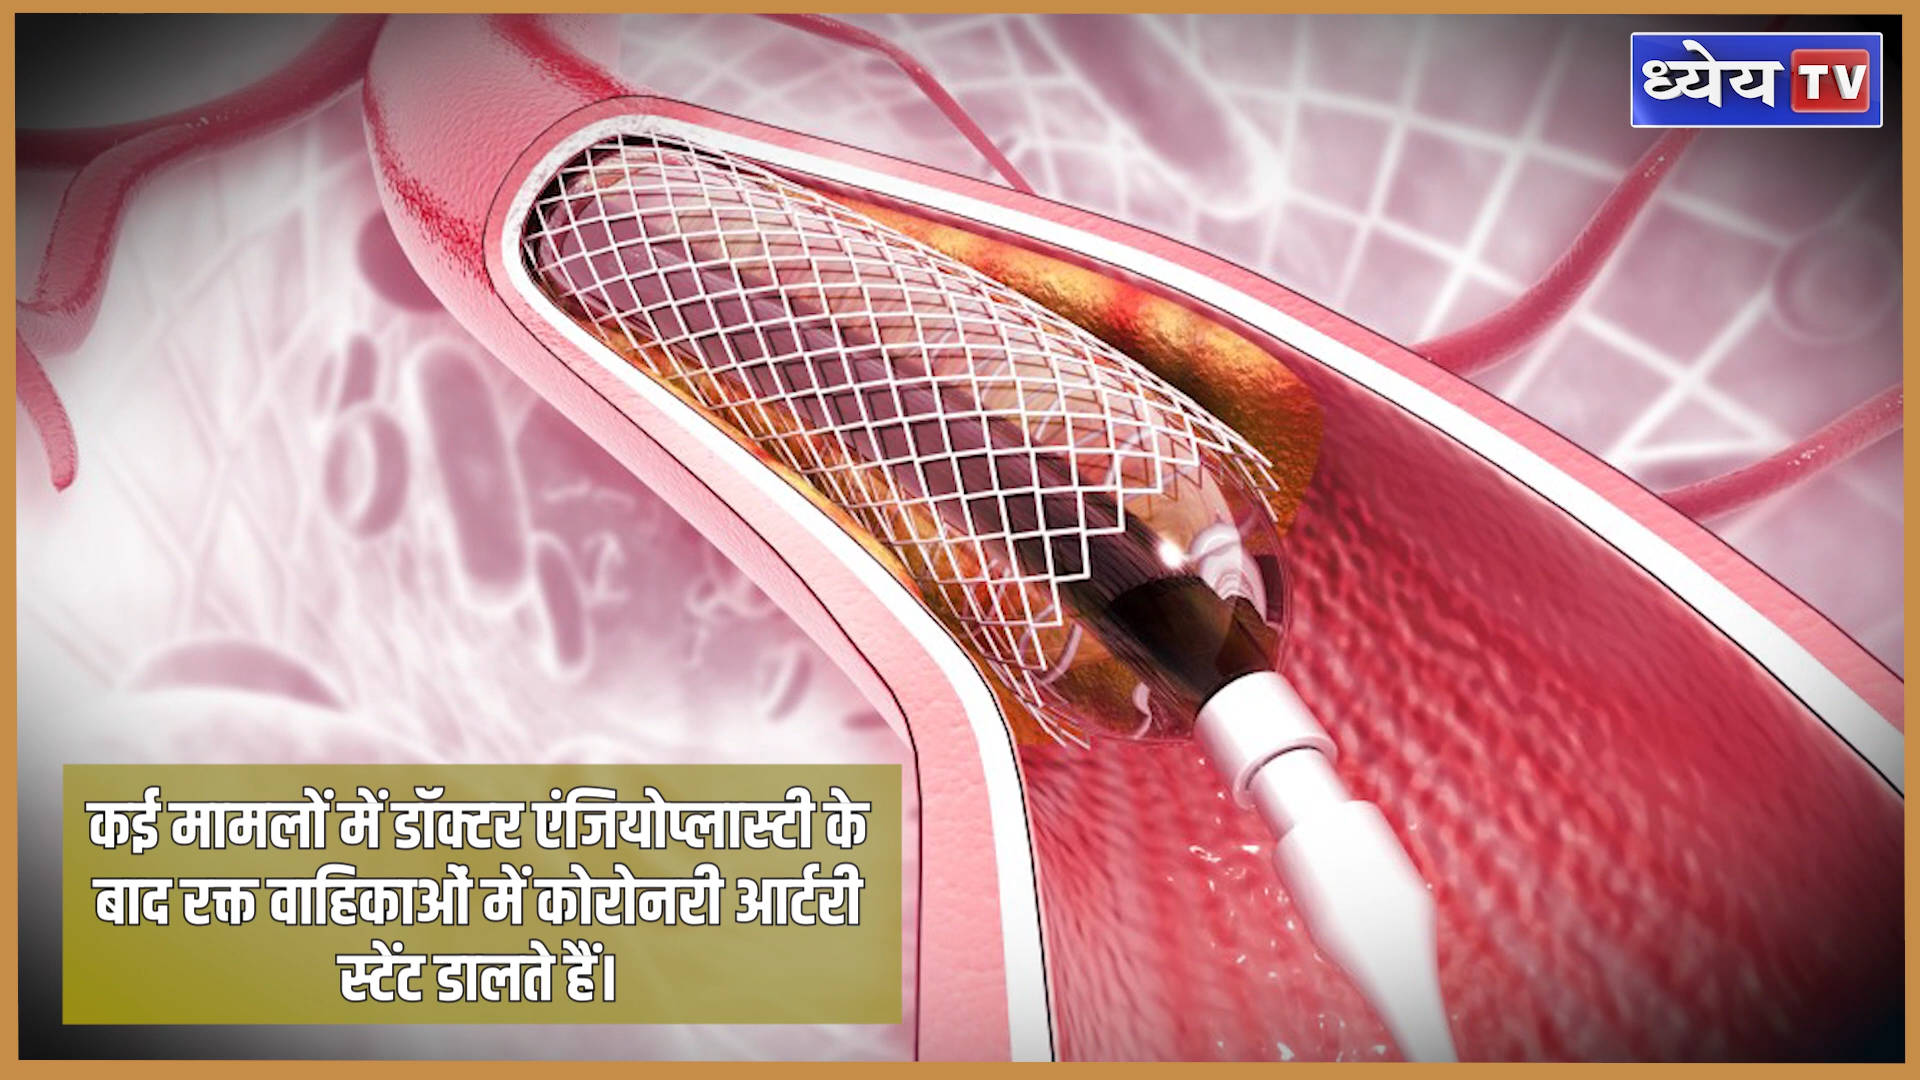 ध्येय TV
कई मामलों में डॉक्टर एंजियोप्लास्टी के
बाद रक्त वाहिकाओं में कोरोनरी आर्टरी
स्टेंट डालते हैं।